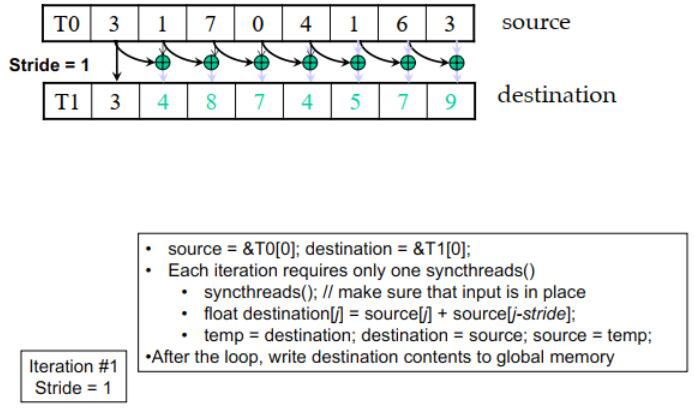 T0 3 1 7 0 4 1 6 3 source
Stride = 1
T1 3 4 8 7 4 5 7 9 destination
• source = &T0[0]; destination = &T1[0];
• Each iteration requires only one syncthreads()
• syncthreads(); // make sure that input is in place
• float destination[j] = source[j] + source[j-stride];
• temp = destination; destination = source; source = temp;
•After the loop, write destination contents to global memory
Iteration #1
Stride = 1